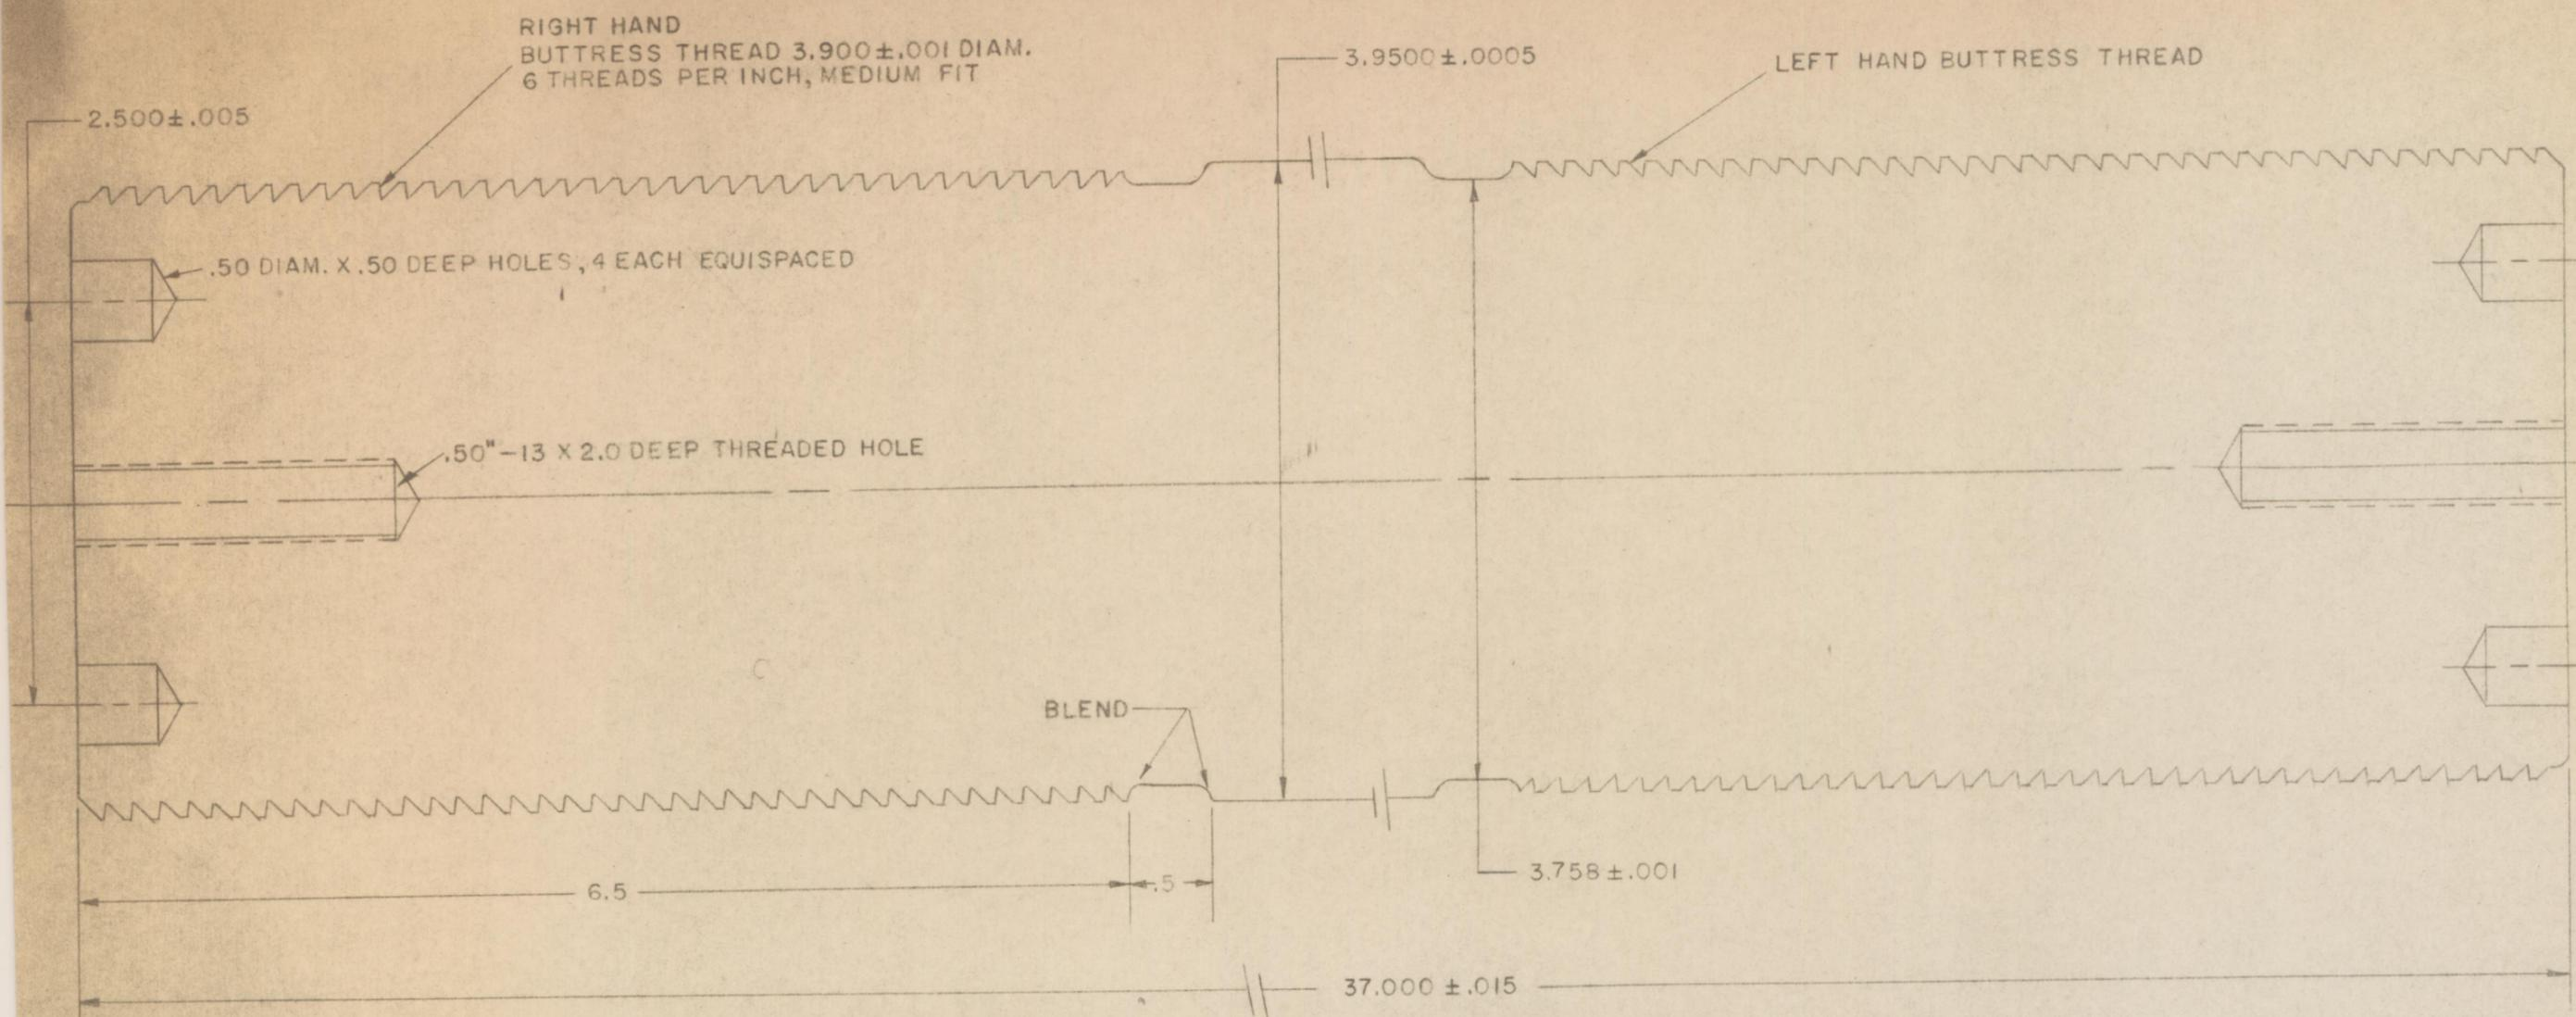 RIGHT HAND
BUTTRESS THREAD 3.900±.001 DIAM.
6 THREADS PER INCH, MEDIUM FIT
3.9500±.0005
LEFT HAND BUTTRESS THREAD
2.500±.005
.50 DIAM. X .50 DEEP HOLES, 4 EACH EQUISPACED
.50"-13 X 2.0 DEEP THREADED HOLE
BLEND
3.758±.001
6.5
.5
37.000 ±.015